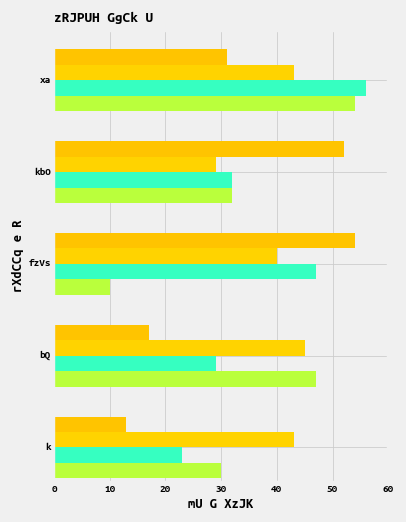 zRJPUH GgCk U
xa
kbO
fzVs
bQ
k
rXdCCq e R
0 10 20 30 40 50 60
mU G XzJK